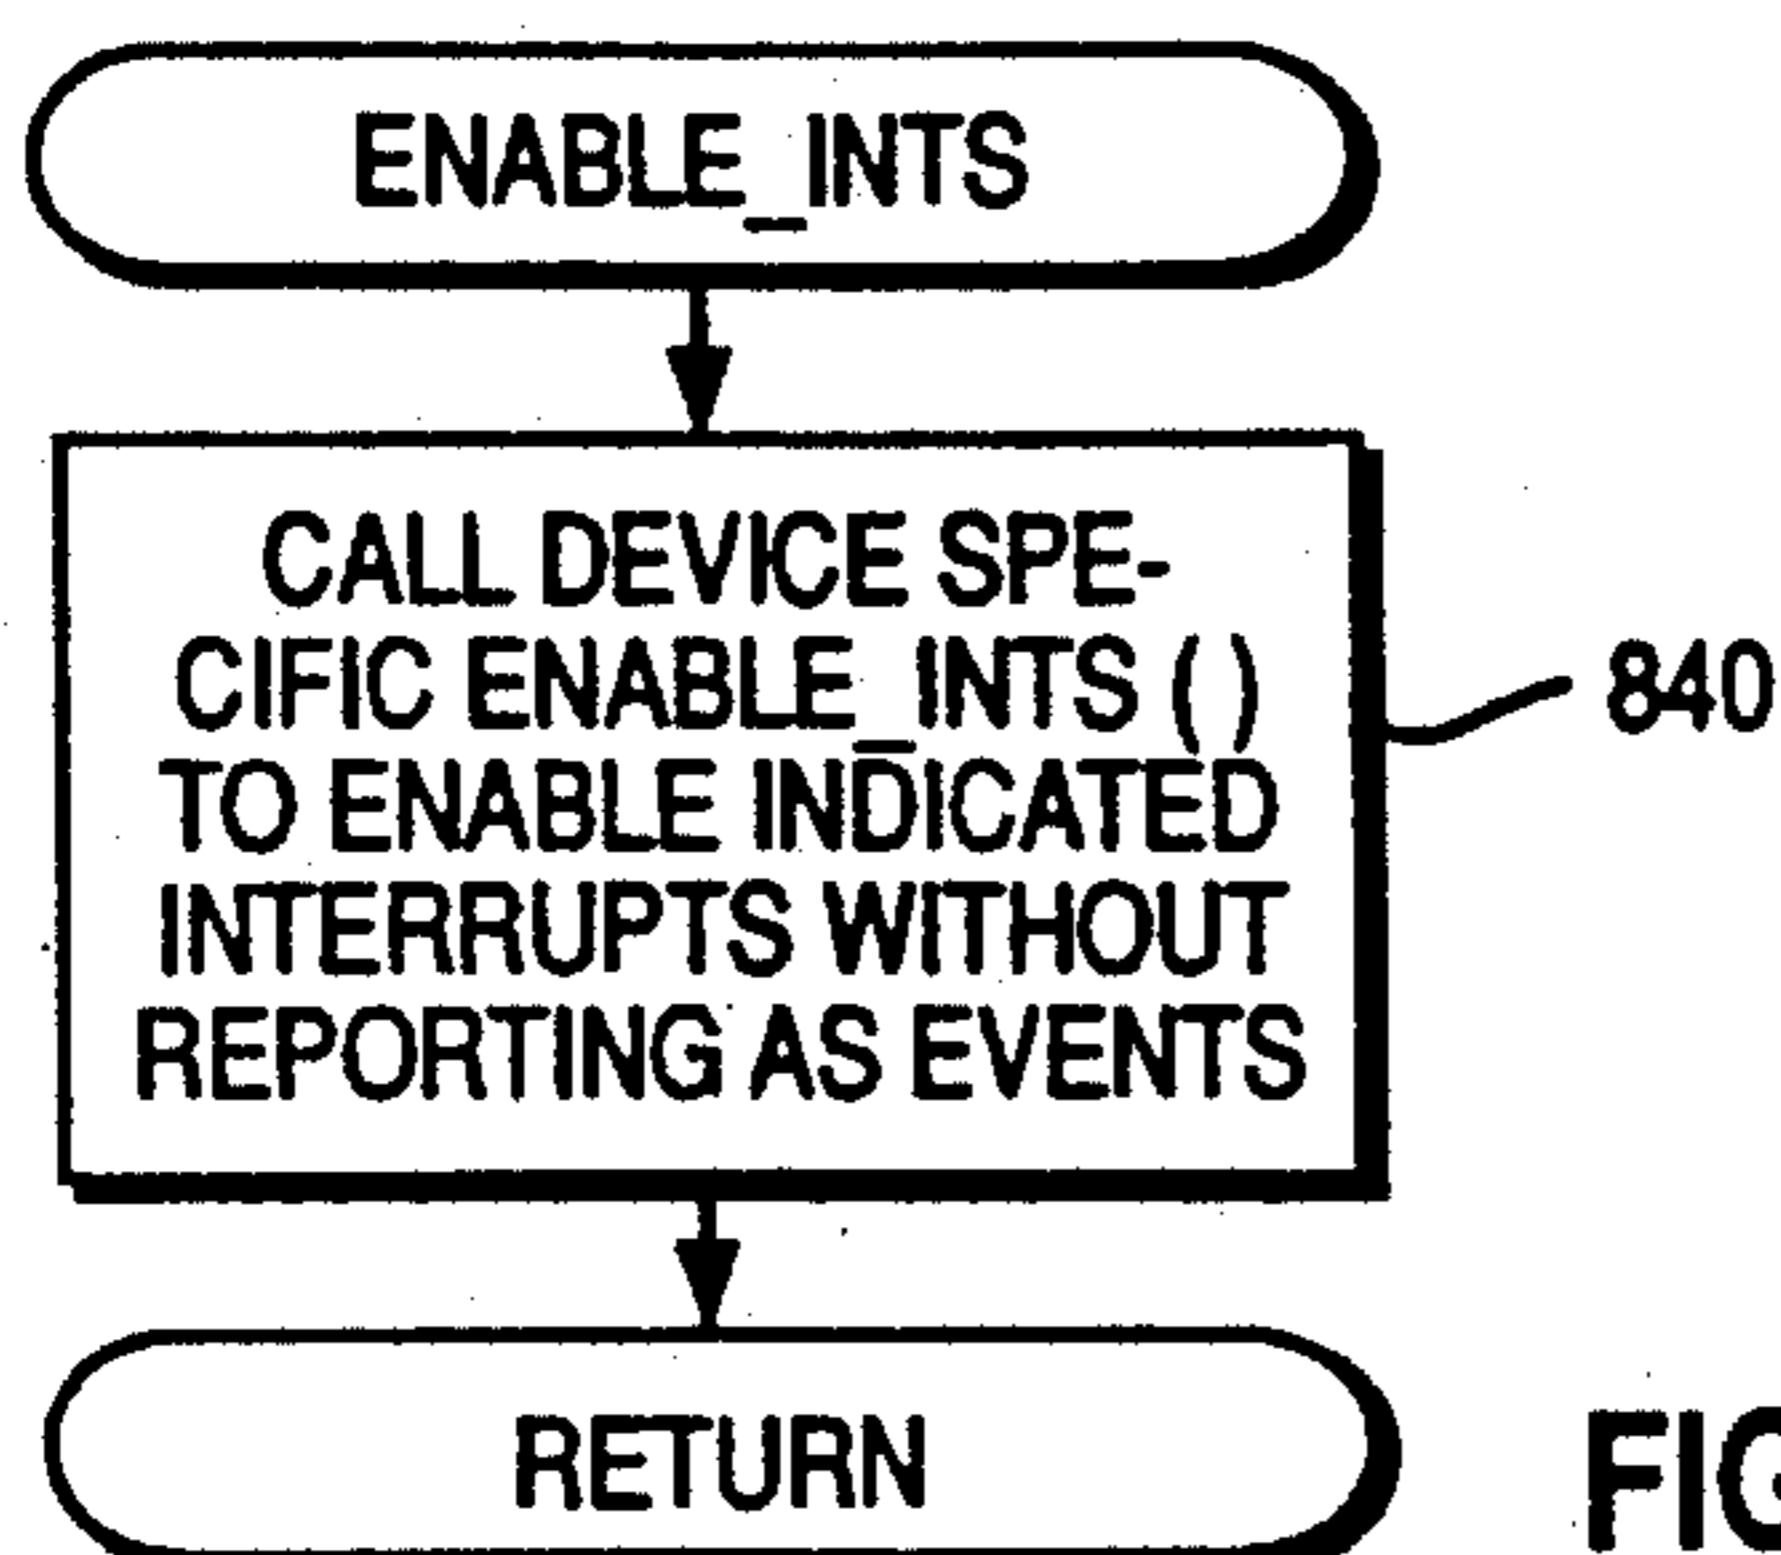 ENABLE_INTS
CALL DEVICE SPE-
CIFIC ENABLE_INTS ( )
TO ENABLE INDICATED
INTERRUPTS WITHOUT
REPORTING AS EVENTS
840
RETURN